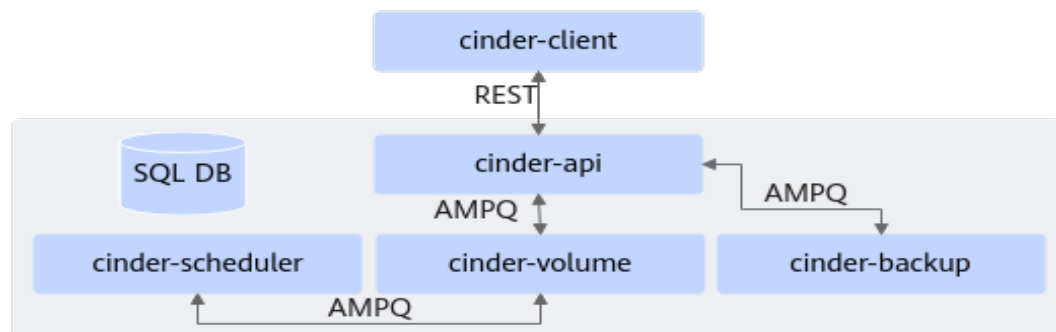 cinder-client
REST
SQL DB
cinder-api
AMPQ
AMPQ
cinder-scheduler
cinder-volume
cinder-backup
AMPQ